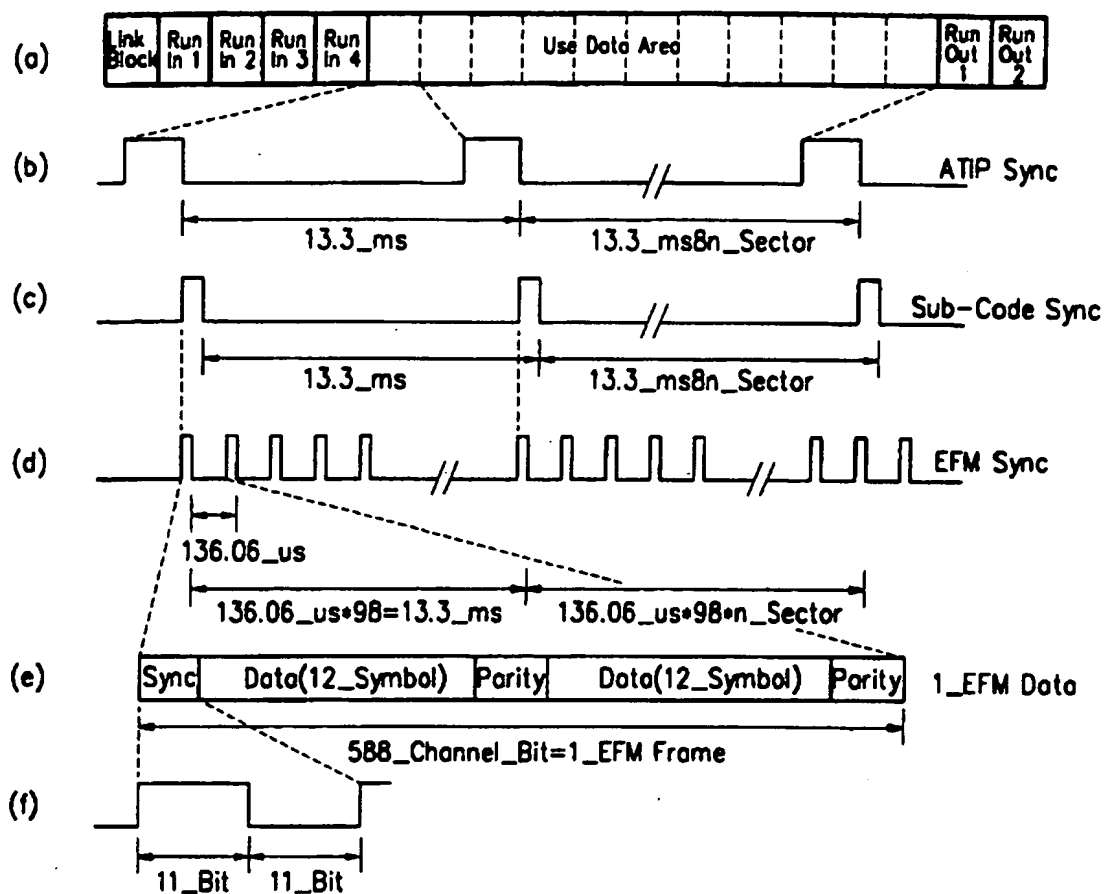 (a)
Link Block
Run In 1
Run In 2
Run In 3
Run In 4
Use Data Area
Run Out 1
Run Out 2
(b)
ATIP Sync
13.3_ms
13.3_ms8n_Sector
(c)
Sub-Code Sync
13.3_ms
13.3_ms8n_Sector
(d)
EFM Sync
136.06_us
136.06_us*98=13.3_ms
136.06_us*98*n_Sector
(e)
Sync
Data(12_Symbol)
Parity
Data(12_Symbol)
Parity
1_EFM Data
588_Channel_Bit=1_EFM Frame
(f)
11_Bit
11_Bit